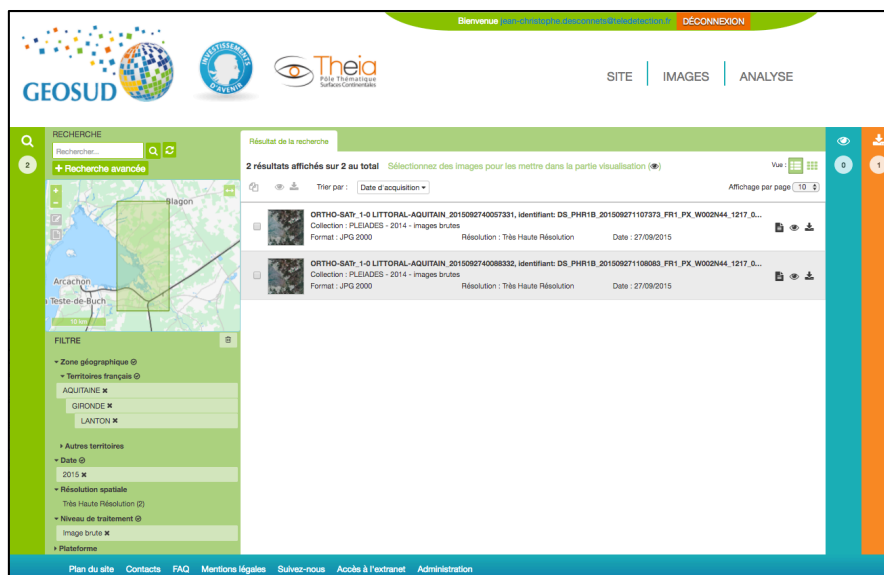 Bienvenue jean-christophe.desconnets@teledetection.fr DÉCONNEXION
GEOSUD
INVESTISSEMENTS D'AVENIR
Theia
Pôle Thématique
Surfaces Continentales
SITE IMAGES ANALYSE
2
RECHERCHE
Rechercher...
+ Recherche avancée
Blagon
Arcachon
Teste-de-Buch
10 km
FILTRE
Zone géographique
Territoires français
AQUITAINE
GIRONDE
LANTON
Autres territoires
Date
2015
Résolution spatiale
Très Haute Résolution (2)
Niveau de traitement
Image brute
Plateforme
Résultat de la recherche
2 résultats affichés sur 2 au total Sélectionnez des images pour les mettre dans la partie visualisation ( )
Vue :
Trier par : Date d'acquisition
Affichage par page 10
ORTHO-SATr_1-0 LITTORAL-AQUITAIN_2015092740057331, identifiant: DS_PHR1B_201509271107373_FR1_PX_W002N44_1217_0...
Collection : PLEIADES - 2014 - images brutes
Format : JPG 2000 Résolution : Très Haute Résolution Date : 27/09/2015
ORTHO-SATr_1-0 LITTORAL-AQUITAIN_2015092740088332, identifiant: DS_PHR1B_201509271108083_FR1_PX_W002N44_1217_0...
Collection : PLEIADES - 2014 - images brutes
Format : JPG 2000 Résolution : Très Haute Résolution Date : 27/09/2015
0
1
Plan du site Contacts FAQ Mentions légales Suivez-nous Accès à l'extranet Administration